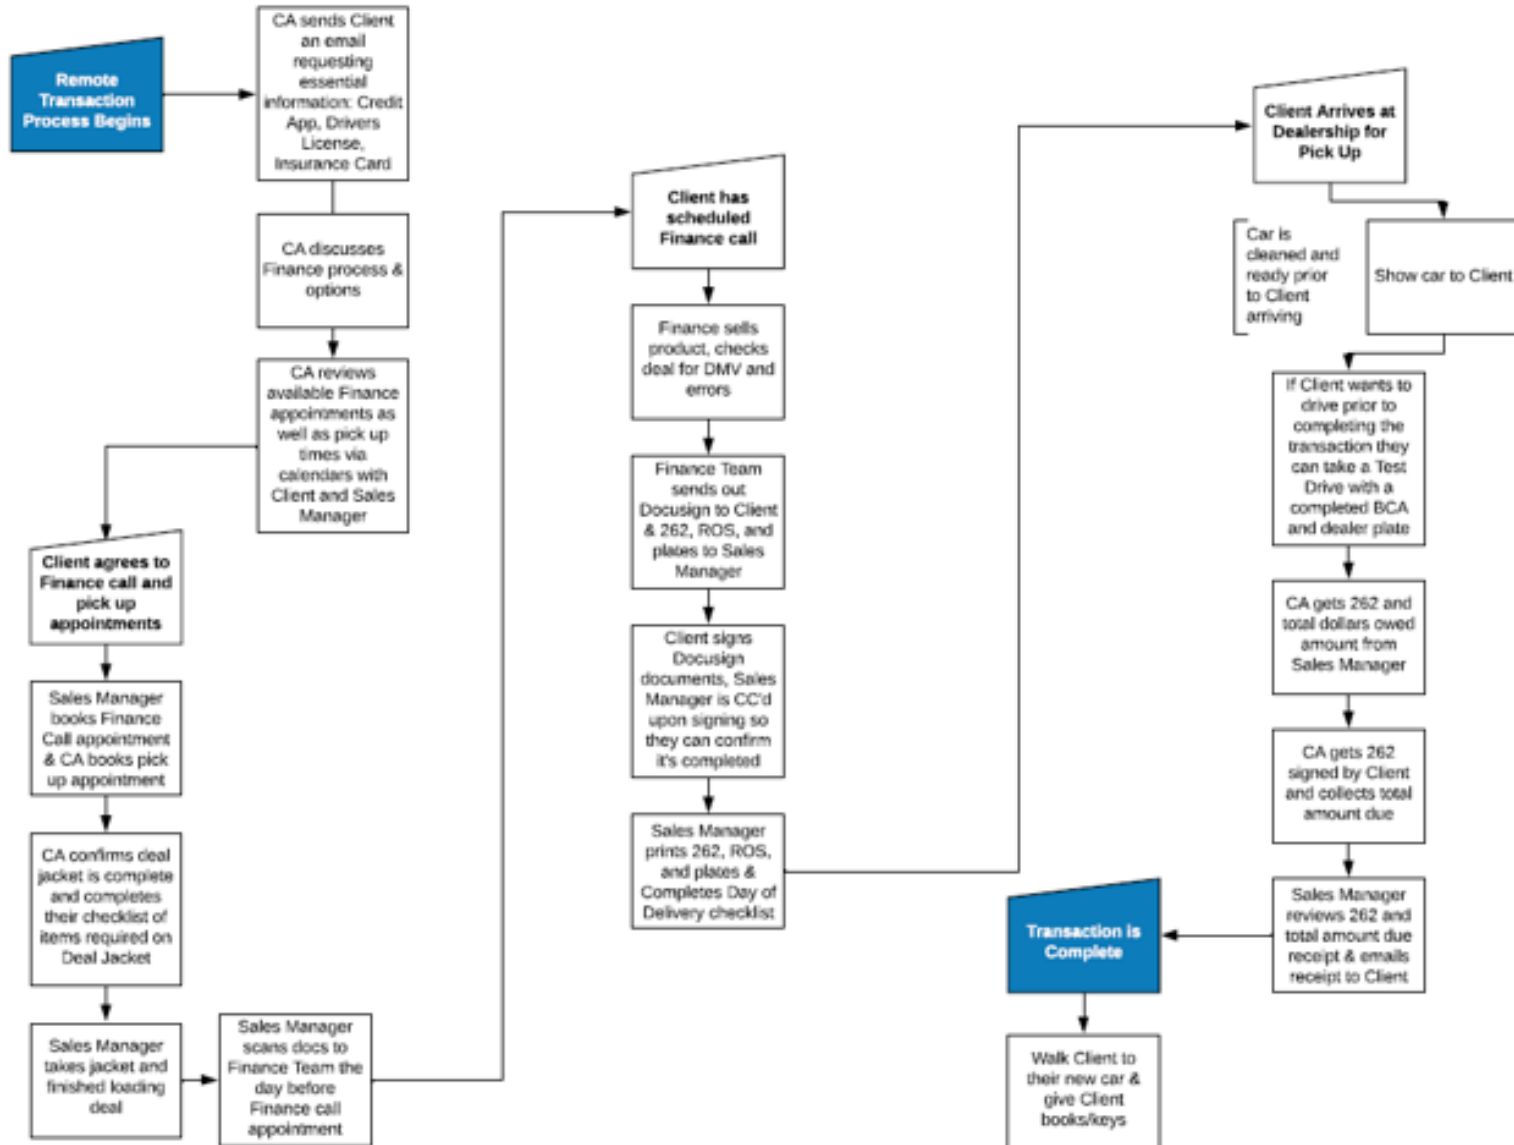 Remote
Transaction
Process Begins
CA sends Client
an email
requesting
essential
information: Credit
App, Drivers
License,
Insurance Card
CA discusses
Finance process &
options
CA reviews
available Finance
appointments as
well as pick up
times via
calendars with
Client and Sales
Manager
Client agrees to
Finance call and
pick up
appointments
Sales Manager
books Finance
Call appointment
& CA books pick
up appointment
CA confirms deal
jacket is complete
and completes
their checklist of
items required on
Deal Jacket
Sales Manager
takes jacket and
finished loading
deal
Sales Manager
scans docs to
Finance Team the
day before
Finance call
appointment
Client has
scheduled
Finance call
Finance sells
product, checks
deal for DMV and
errors
Finance Team
sends out
Docusign to Client
& 262, ROS, and
plates to Sales
Manager
Client signs
Docusign
documents, Sales
Manager is CC'd
upon signing so
they can confirm
it's completed
Sales Manager
prints 262, ROS,
and plates &
Completes Day of
Delivery checklist
Client Arrives at
Dealership for
Pick Up
Car is
cleaned and
ready prior
to Client
arriving
Show car to Client
If Client wants to
drive prior to
completing the
transaction they
can take a Test
Drive with a
completed BCA
and dealer plate
CA gets 262 and
total dollars owed
amount from
Sales Manager
CA gets 262
signed by Client
and collects total
amount due
Sales Manager
reviews 262 and
total amount due
receipt & emails
receipt to Client
Transaction is
Complete
Walk Client to
their new car &
give Client
books/keys